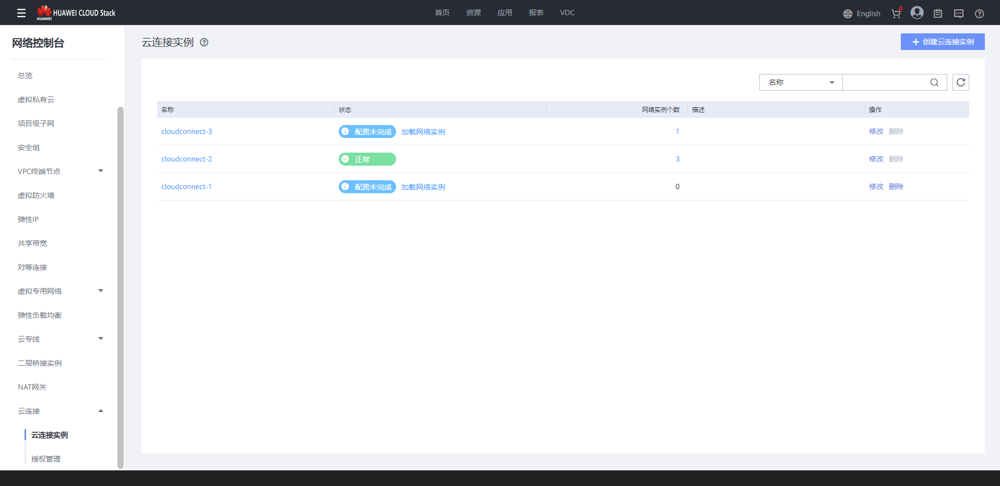 HUAWEI
HUAWEI CLOUD Stack
首页 资源 应用 报表 VDC
English
0
网络控制台
总览
虚拟私有云
项目级子网
安全组
VPC终端节点
虚拟防火墙
弹性IP
共享带宽
对等连接
虚拟专用网络
弹性负载均衡
云专线
二层桥接实例
NAT网关
云连接
云连接实例
授权管理
云连接实例
创建云连接实例
名称
名称 状态 网络实例个数 描述 操作
cloudconnect-3 配置未完成 加载网络实例 1 修改 删除
cloudconnect-2 正常 3 修改 删除
cloudconnect-1 配置未完成 加载网络实例 0 修改 删除